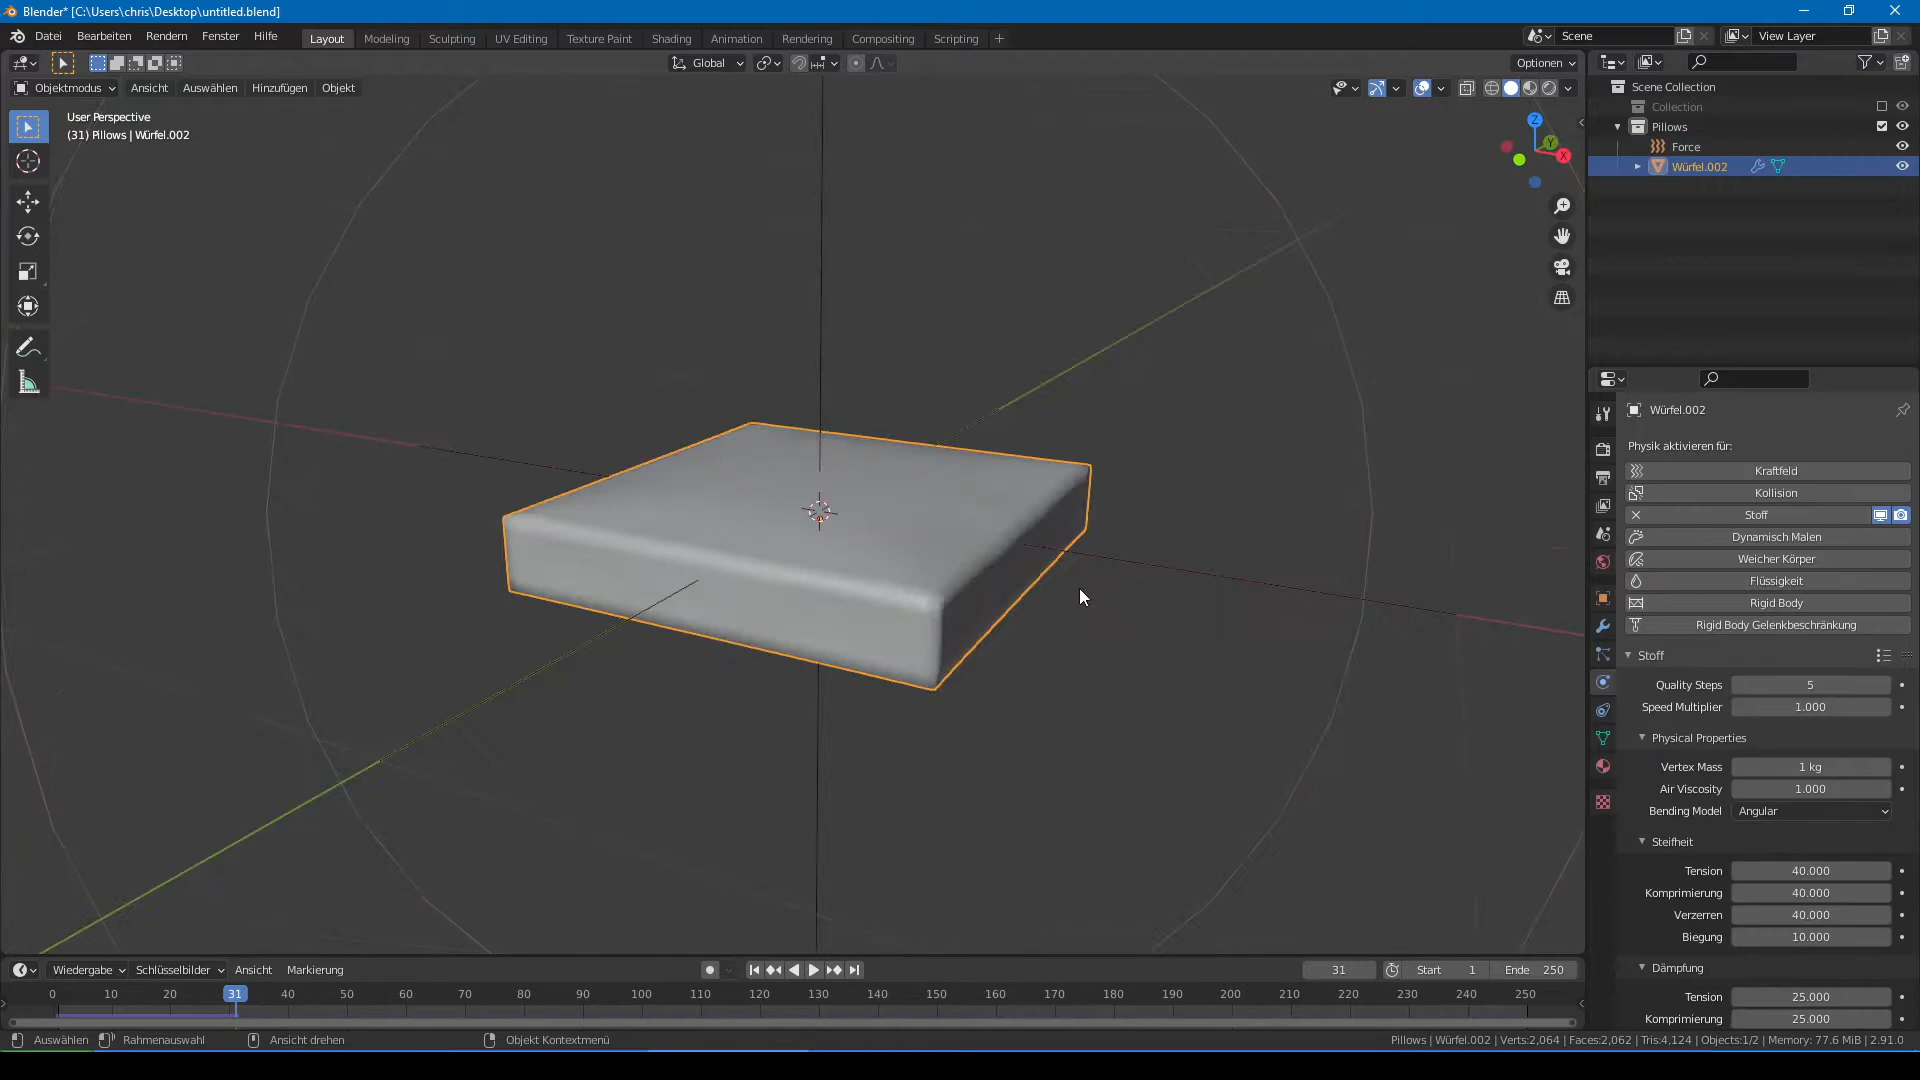 Blender* [C:\Users\chris\Desktop\untitled.blend]
Datei Bearbeiten Rendern Fenster Hilfe Layout Modeling Sculpting UV Editing Texture Paint Shading Animation Rendering Compositing Scripting + Scene View Layer
Global Optionen
Objektmodus Ansicht Auswählen Hinzufügen Objekt
User Perspective
(31) Pillows | Würfel.002
Z
Y
X
Scene Collection
Collection
Pillows
Force
Würfel.002
Würfel.002
Physik aktivieren für:
Kraftfeld
Kollision
Stoff
Dynamisch Malen
Weicher Körper
Flüssigkeit
Rigid Body
Rigid Body Gelenkbeschränkung
Stoff
Quality Steps 5
Speed Multiplier 1.000
Physical Properties
Vertex Mass 1 kg
Air Viscosity 1.000
Bending Model Angular
Steifheit
Tension 40.000
Komprimierung 40.000
Verzerren 40.000
Biegung 10.000
Dämpfung
Tension 25.000
Komprimierung 25.000
Wiedergabe Schlüsselbilder Ansicht Markierung 31 Start 1 Ende 250
0 10 20 31 40 50 60 70 80 90 100 110 120 130 140 150 160 170 180 190 200 210 220 230 240 250
Auswählen Rahmenauswahl Ansicht drehen Objekt Kontextmenü Pillows | Würfel.002 | Verts:2,064 | Faces:2,062 | Tris:4,124 | Objects:1/2 | Memory: 77.6 MiB | 2.91.0